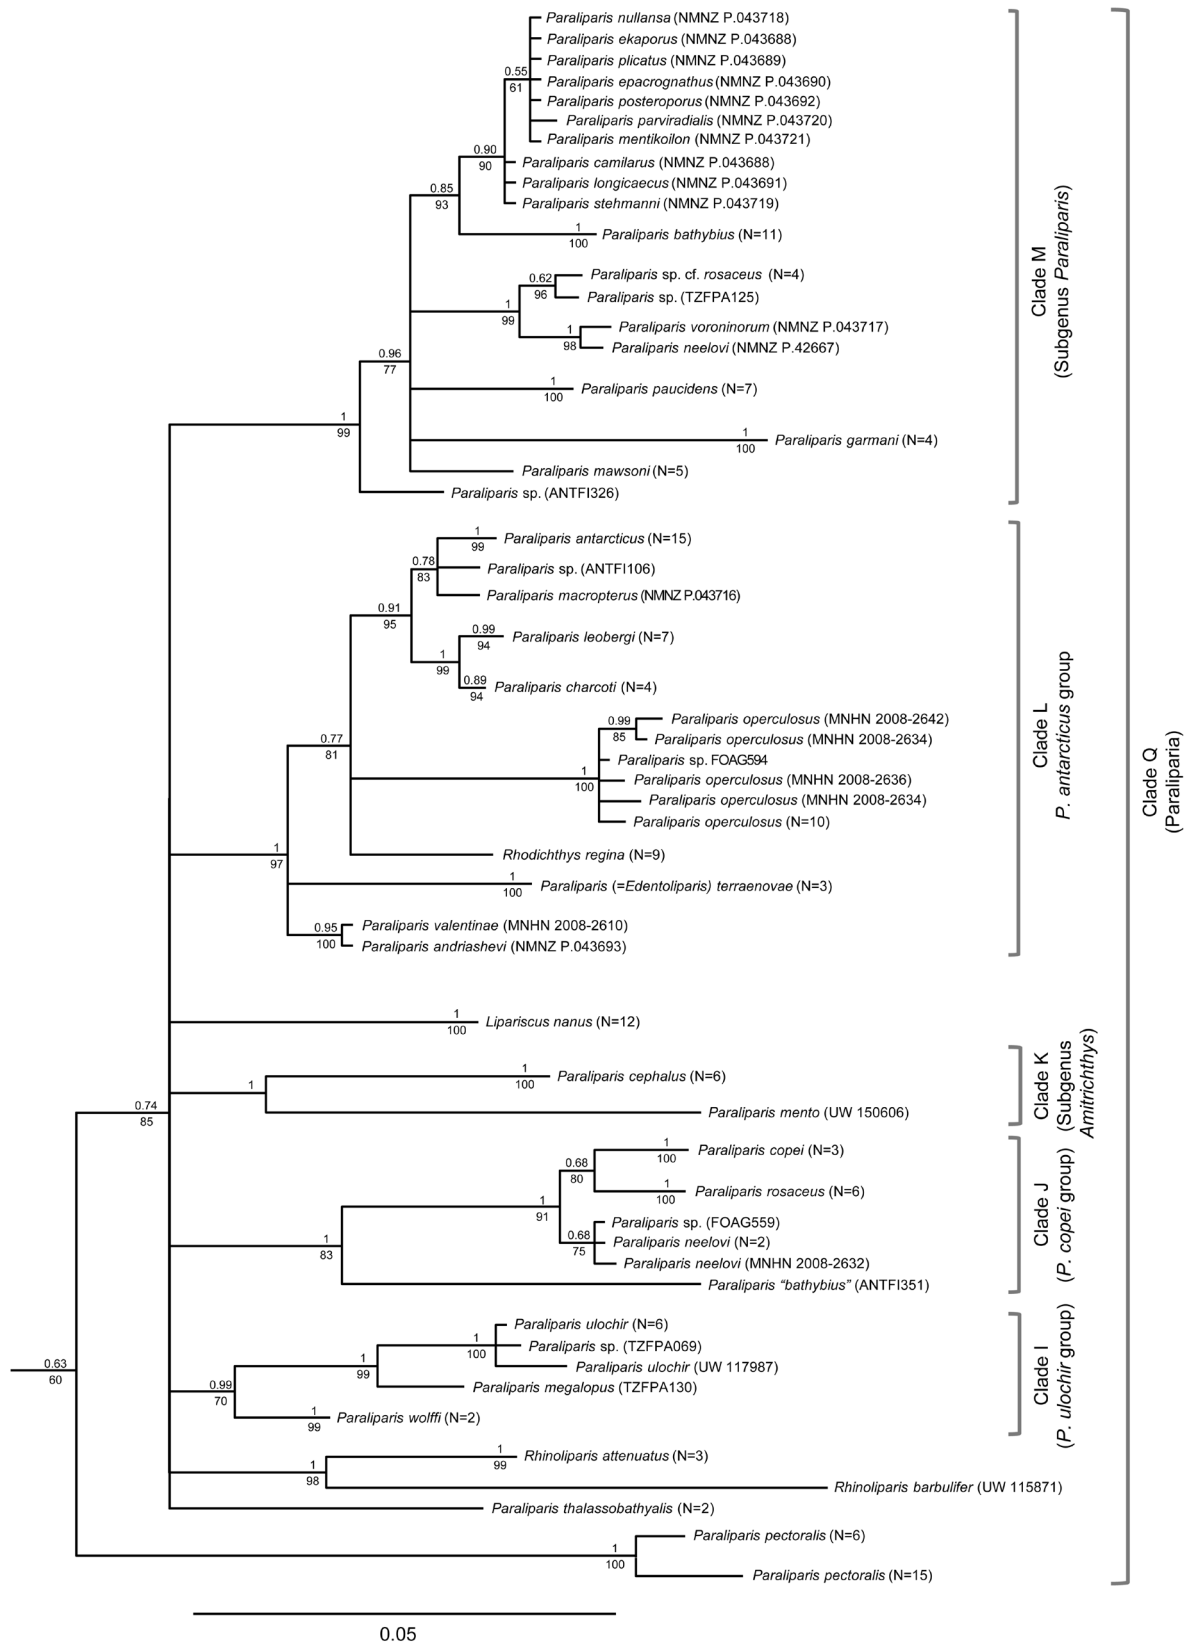 Paraliparis nullansa (NMNZ P.043718)
Paraliparis ekaporus (NMNZ P.043688)
Paraliparis plicatus (NMNZ P.043689)
0.55
61
Paraliparis epacrognathus (NMNZ P.043690)
Paraliparis posteroporus (NMNZ P.043692)
Paraliparis parviradialis (NMNZ P.043720)
Paraliparis mentikoilon (NMNZ P.043721)
0.90
90
Paraliparis camilarus (NMNZ P.043688)
Paraliparis longicaecus (NMNZ P.043691)
0.85
93
Paraliparis stehmanni (NMNZ P.043719)
1
100
Paraliparis bathybius (N=11)
0.62
96
Paraliparis sp. cf. rosaceus (N=4)
Paraliparis sp. (TZFPA125)
1
99
1
98
Paraliparis voroninorum (NMNZ P.043717)
Paraliparis neelovi (NMNZ P.42667)
0.96
77
1
100
Paraliparis paucidens (N=7)
1
99
1
100
Paraliparis garmani (N=4)
Paraliparis mawsoni (N=5)
Paraliparis sp. (ANTFI326)
Clade M
(Subgenus Paraliparis)
1
99
Paraliparis antarcticus (N=15)
0.78
83
Paraliparis sp. (ANTFI106)
Paraliparis macropterus (NMNZ P.043716)
0.91
95
0.99
94
Paraliparis leobergi (N=7)
1
99
0.89
94
Paraliparis charcoti (N=4)
0.99
85
Paraliparis operculosus (MNHN 2008-2642)
Paraliparis operculosus (MNHN 2008-2634)
0.77
81
Paraliparis sp. FOAG594
1
100
Paraliparis operculosus (MNHN 2008-2636)
Paraliparis operculosus (MNHN 2008-2634)
Paraliparis operculosus (N=10)
1
97
Rhodichthys regina (N=9)
1
100
Paraliparis (=Edentoliparis) terraenovae (N=3)
0.95
100
Paraliparis valentinae (MNHN 2008-2610)
Paraliparis andriashevi (NMNZ P.043693)
Clade L
P. antarcticus group
Clade Q
(Paraliparia)
1
100
Lipariscus nanus (N=12)
1
1
100
Paraliparis cephalus (N=6)
Paraliparis mento (UW 150606)
Clade K
(Subgenus
Amitrichthys)
0.74
85
1
100
Paraliparis copei (N=3)
0.68
80
1
100
Paraliparis rosaceus (N=6)
1
91
Paraliparis sp. (FOAG559)
0.68
75
Paraliparis neelovi (N=2)
1
83
Paraliparis neelovi (MNHN 2008-2632)
Paraliparis “bathybius” (ANTFI351)
Clade J
(P. copei group)
Paraliparis ulochir (N=6)
1
100
Paraliparis sp. (TZFPA069)
1
99
Paraliparis ulochir (UW 117987)
Paraliparis megalopus (TZFPA130)
0.99
70
1
99
Paraliparis wolffi (N=2)
Clade I
(P. ulochir group)
0.63
60
1
99
Rhinoliparis attenuatus (N=3)
1
98
Rhinoliparis barbulifer (UW 115871)
Paraliparis thalassobathyalis (N=2)
Paraliparis pectoralis (N=6)
1
100
Paraliparis pectoralis (N=15)
0.05